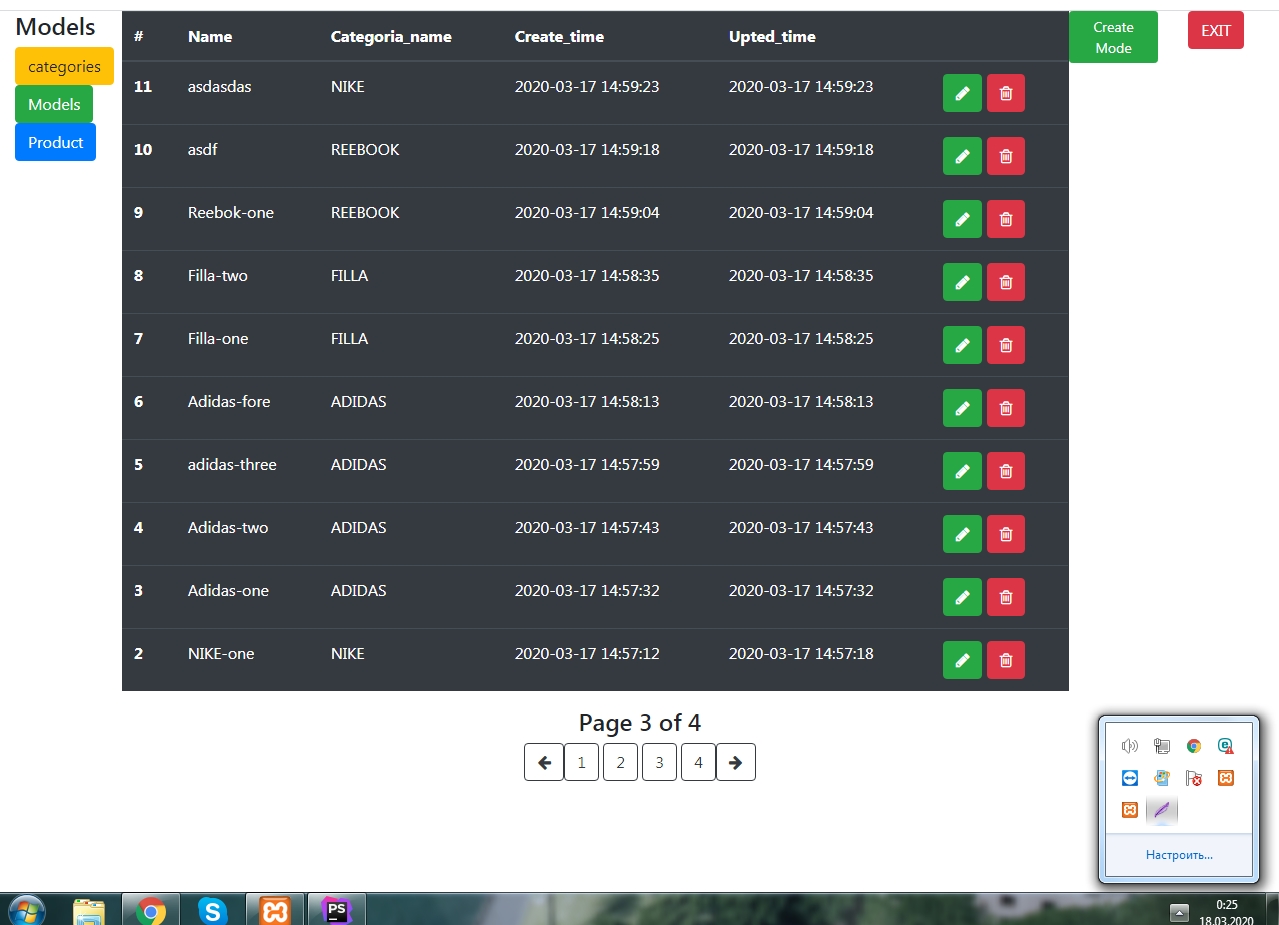 Models
categories
Models
Product
# Name Categoria_name Create_time Upted_time
11 asdasdas NIKE 2020-03-17 14:59:23 2020-03-17 14:59:23
10 asdf REEBOOK 2020-03-17 14:59:18 2020-03-17 14:59:18
9 Reebok-one REEBOOK 2020-03-17 14:59:04 2020-03-17 14:59:04
8 Filla-two FILLA 2020-03-17 14:58:35 2020-03-17 14:58:35
7 Filla-one FILLA 2020-03-17 14:58:25 2020-03-17 14:58:25
6 Adidas-fore ADIDAS 2020-03-17 14:58:13 2020-03-17 14:58:13
5 adidas-three ADIDAS 2020-03-17 14:57:59 2020-03-17 14:57:59
4 Adidas-two ADIDAS 2020-03-17 14:57:43 2020-03-17 14:57:43
3 Adidas-one ADIDAS 2020-03-17 14:57:32 2020-03-17 14:57:32
2 NIKE-one NIKE 2020-03-17 14:57:12 2020-03-17 14:57:18
Create
Mode
EXIT
Page 3 of 4
1 2 3 4
Настроить...
PS
0:25
18.03.2020